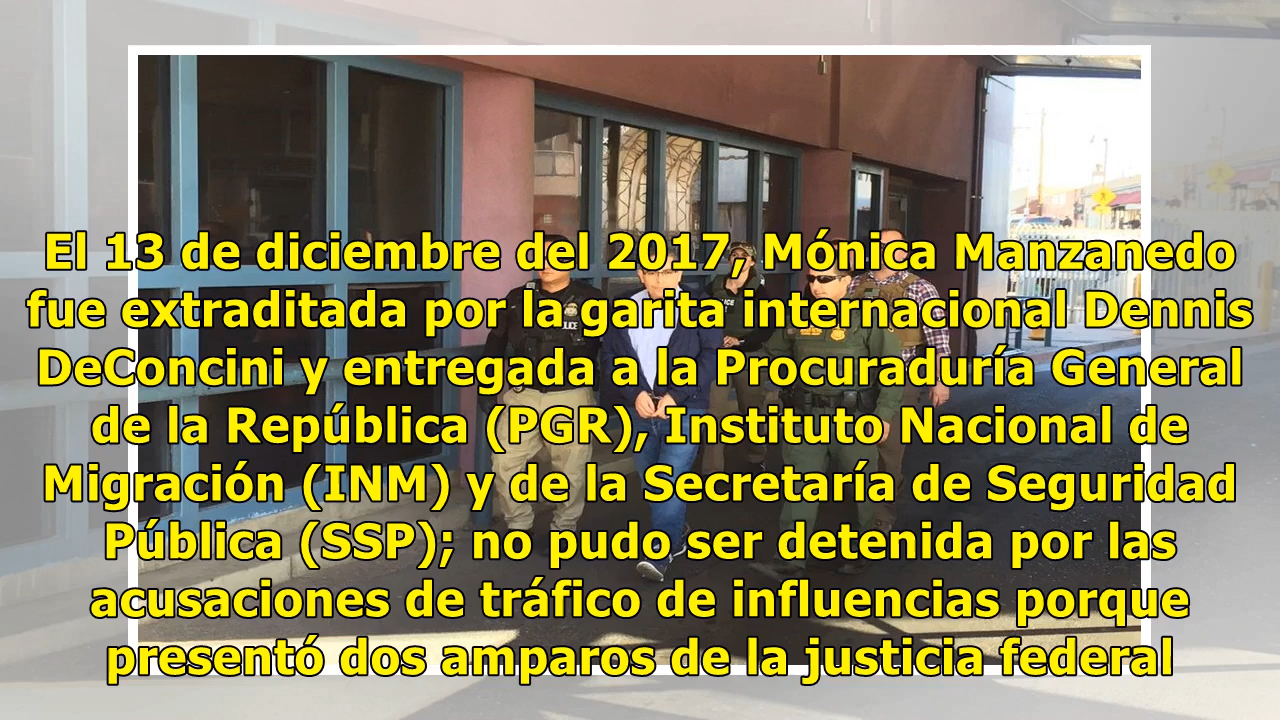 El 13 de diciembre del 2017, Mónica Manzanedo
fue extraditada por la garita internacional Dennis
DeConcini y entregada a la Procuraduría General
de la República (PGR), Instituto Nacional de
Migración (INM) y de la Secretaría de Seguridad
Pública (SSP); no pudo ser detenida por las
acusaciones de tráfico de influencias porque
presentó dos amparos de la justicia federal